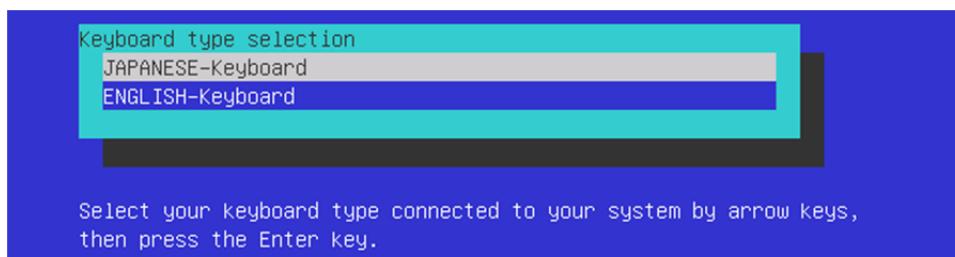 Keyboard type selection
JAPANESE-Keyboard
ENGLISH-Keyboard
Select your keyboard type connected to your system by arrow keys,
then press the Enter key.